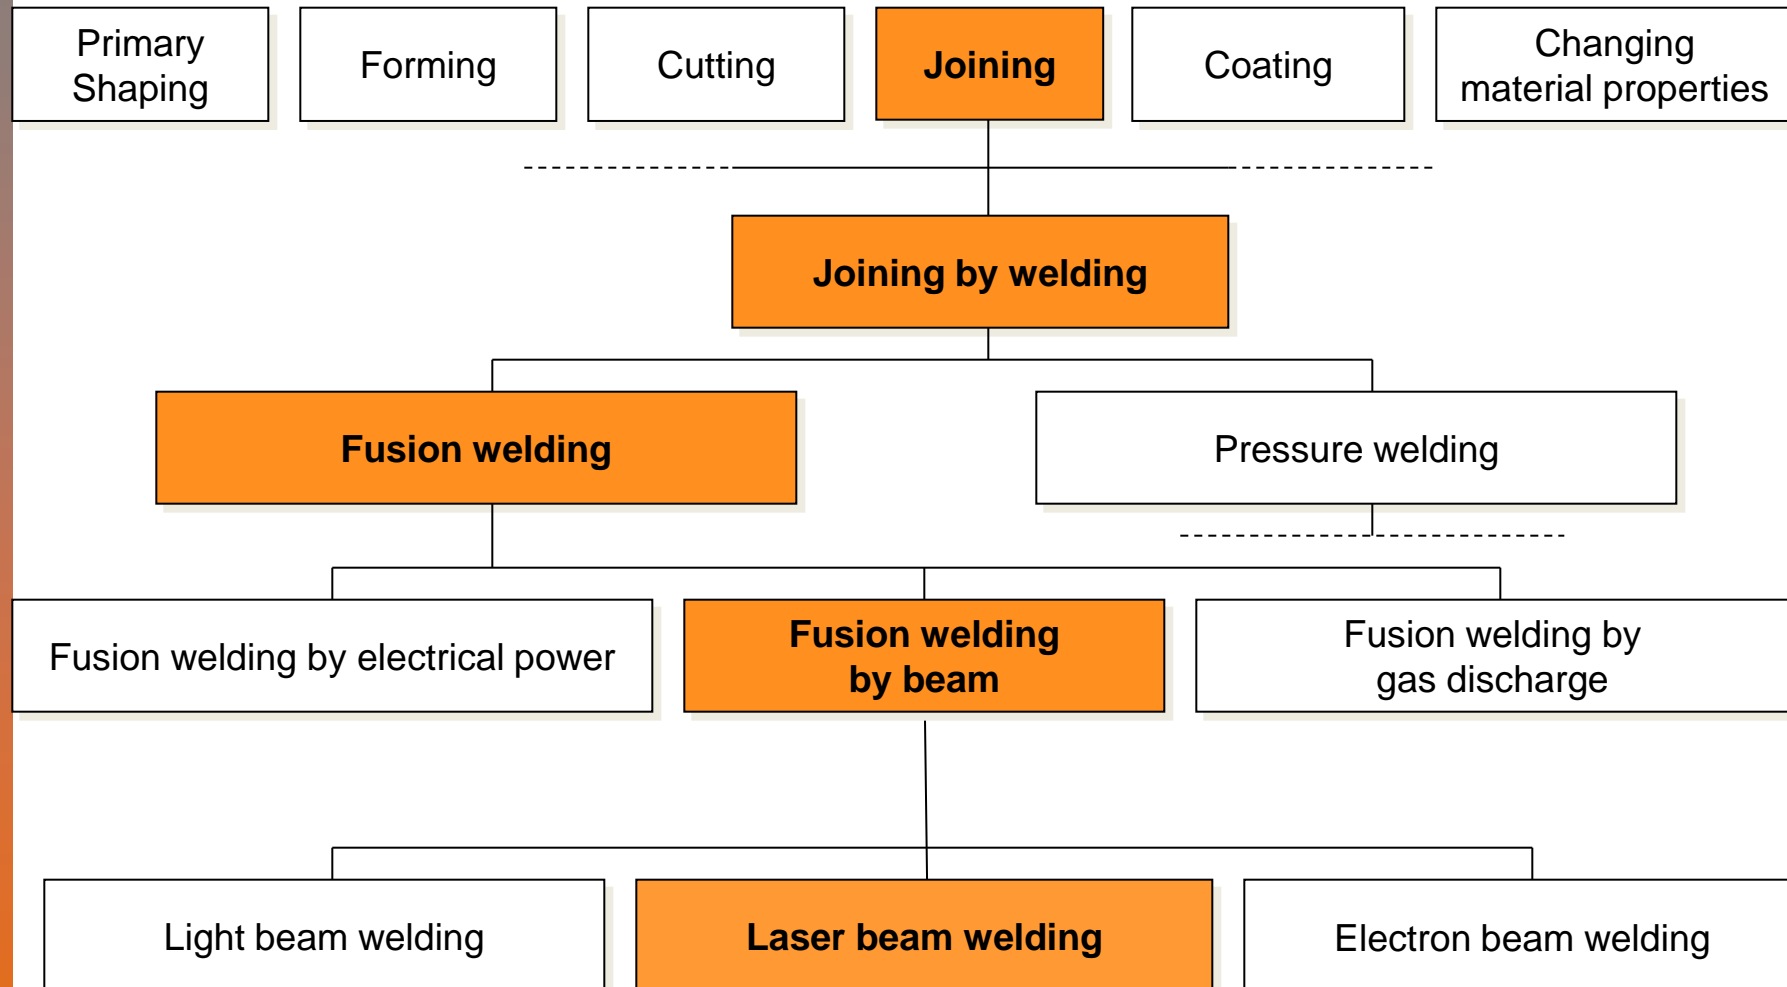 Primary
Shaping
Forming
Cutting
Joining
Coating
Changing
material properties
Joining by welding
Fusion welding
Pressure welding
Fusion welding by electrical power
Fusion welding
by beam
Fusion welding by
gas discharge
Light beam welding
Laser beam welding
Electron beam welding